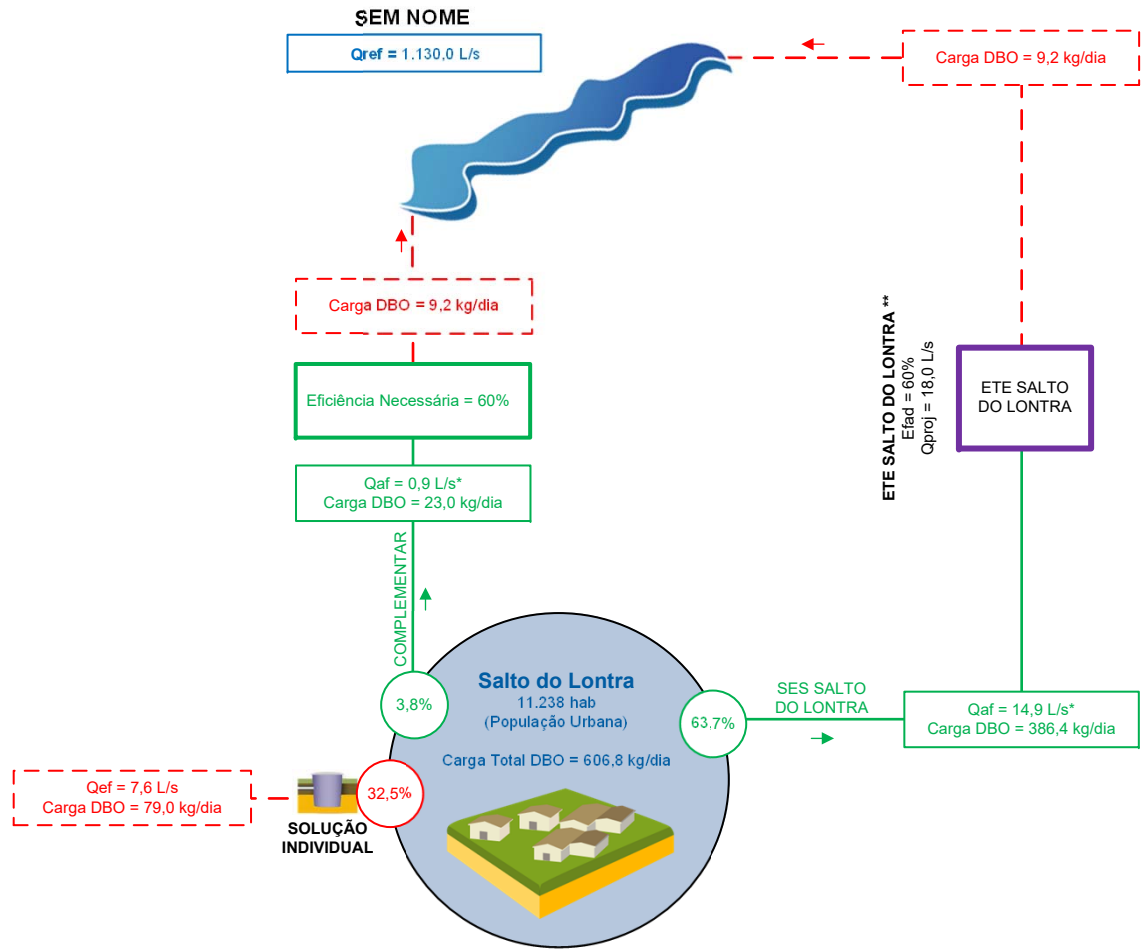 SEM NOME
Qref = 1.130,0 L/s
Carga DBO = 9,2 kg/dia
Carga DBO = 9,2 kg/dia
Eficiência Necessária = 60%
ETE SALTO DO LONTRA **
Efad = 60%
Qproj = 18,0 L/s
ETE SALTO
DO LONTRA
Qaf = 0,9 L/s*
Carga DBO = 23,0 kg/dia
COMPLEMENTAR
3,8%
Salto do Lontra
11.238 hab
(População Urbana)
Carga Total DBO = 606,8 kg/dia
63,7%
SES SALTO
DO LONTRA
Qaf = 14,9 L/s*
Carga DBO = 386,4 kg/dia
Qef = 7,6 L/s
Carga DBO = 79,0 kg/dia
32,5%
SOLUÇÃO
INDIVIDUAL